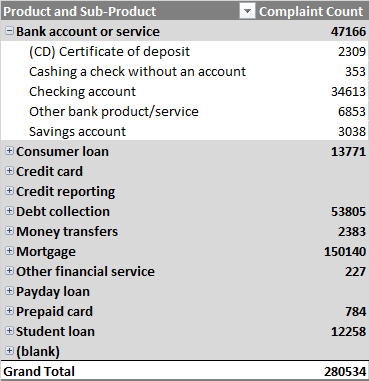 Product and Sub-Product Complaint Count
Bank account or service 47166
(CD) Certificate of deposit 2309
Cashing a check without an account 353
Checking account 34613
Other bank product/service 6853
Savings account 3038
Consumer loan 13771
Credit card
Credit reporting
Debt collection 53805
Money transfers 2383
Mortgage 150140
Other financial service 227
Payday loan
Prepaid card 784
Student loan 12258
(blank)
Grand Total 280534